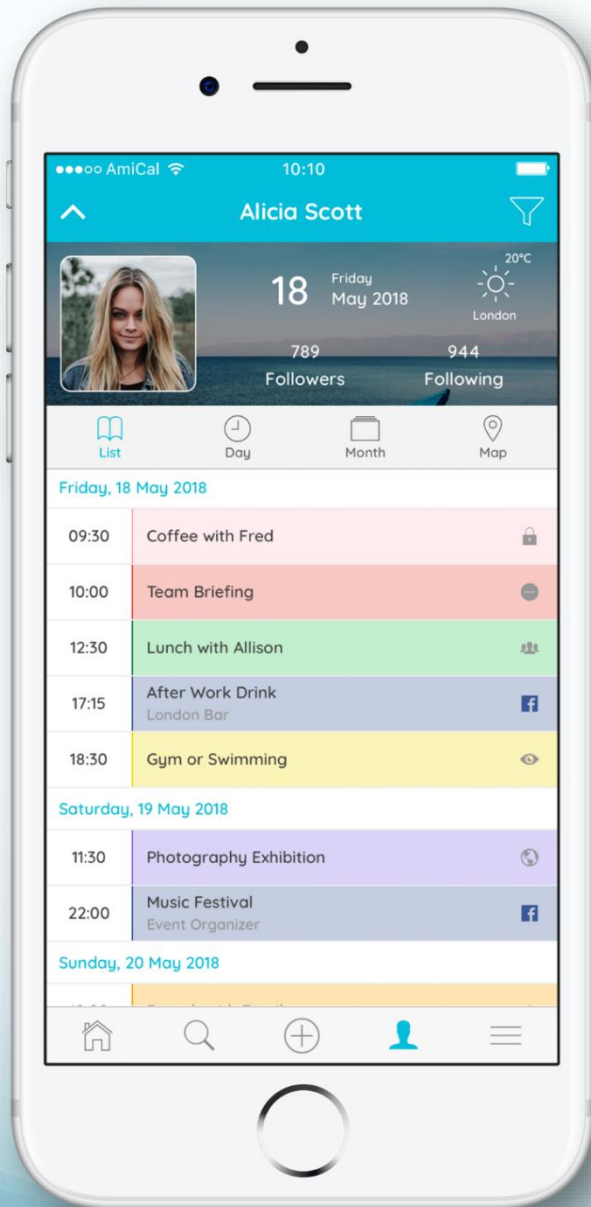 ●●●○○ AmiCal 10:10
Alicia Scott
20°C
18 Friday
May 2018
London
789 944
Followers Following
List Day Month Map
Friday, 18 May 2018
09:30 Coffee with Fred
10:00 Team Briefing
12:30 Lunch with Allison
17:15 After Work Drink
London Bar
18:30 Gym or Swimming
Saturday, 19 May 2018
11:30 Photography Exhibition
22:00 Music Festival
Event Organizer
Sunday, 20 May 2018